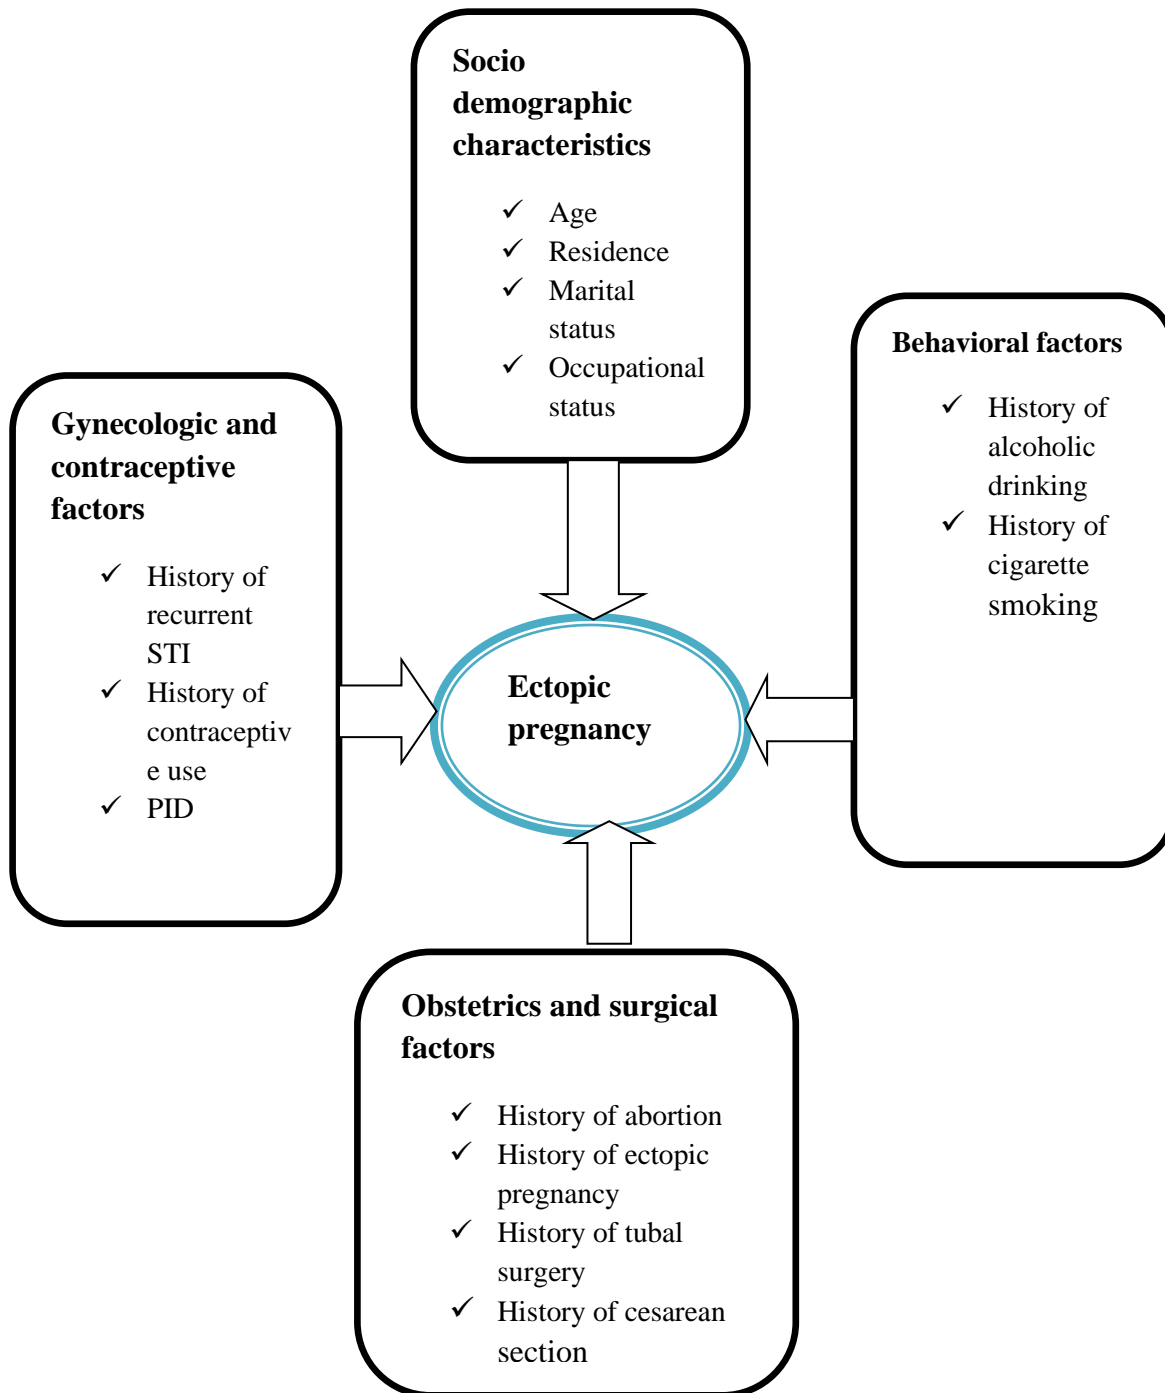 Socio
demographic
characteristics
✓ Age
✓ Residence
✓ Marital
status
✓ Occupational
status
Behavioral factors
✓ History of
alcoholic
drinking
✓ History of
cigarette
smoking
Gynecologic and
contraceptive
factors
✓ History of
recurrent
STI
✓ History of
contraceptiv
e use
✓ PID
Ectopic
pregnancy
Obstetrics and surgical
factors
✓ History of abortion
✓ History of ectopic
pregnancy
✓ History of tubal
surgery
✓ History of cesarean
section